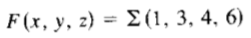 F(x, y, z) = Σ(1, 3, 4, 6)